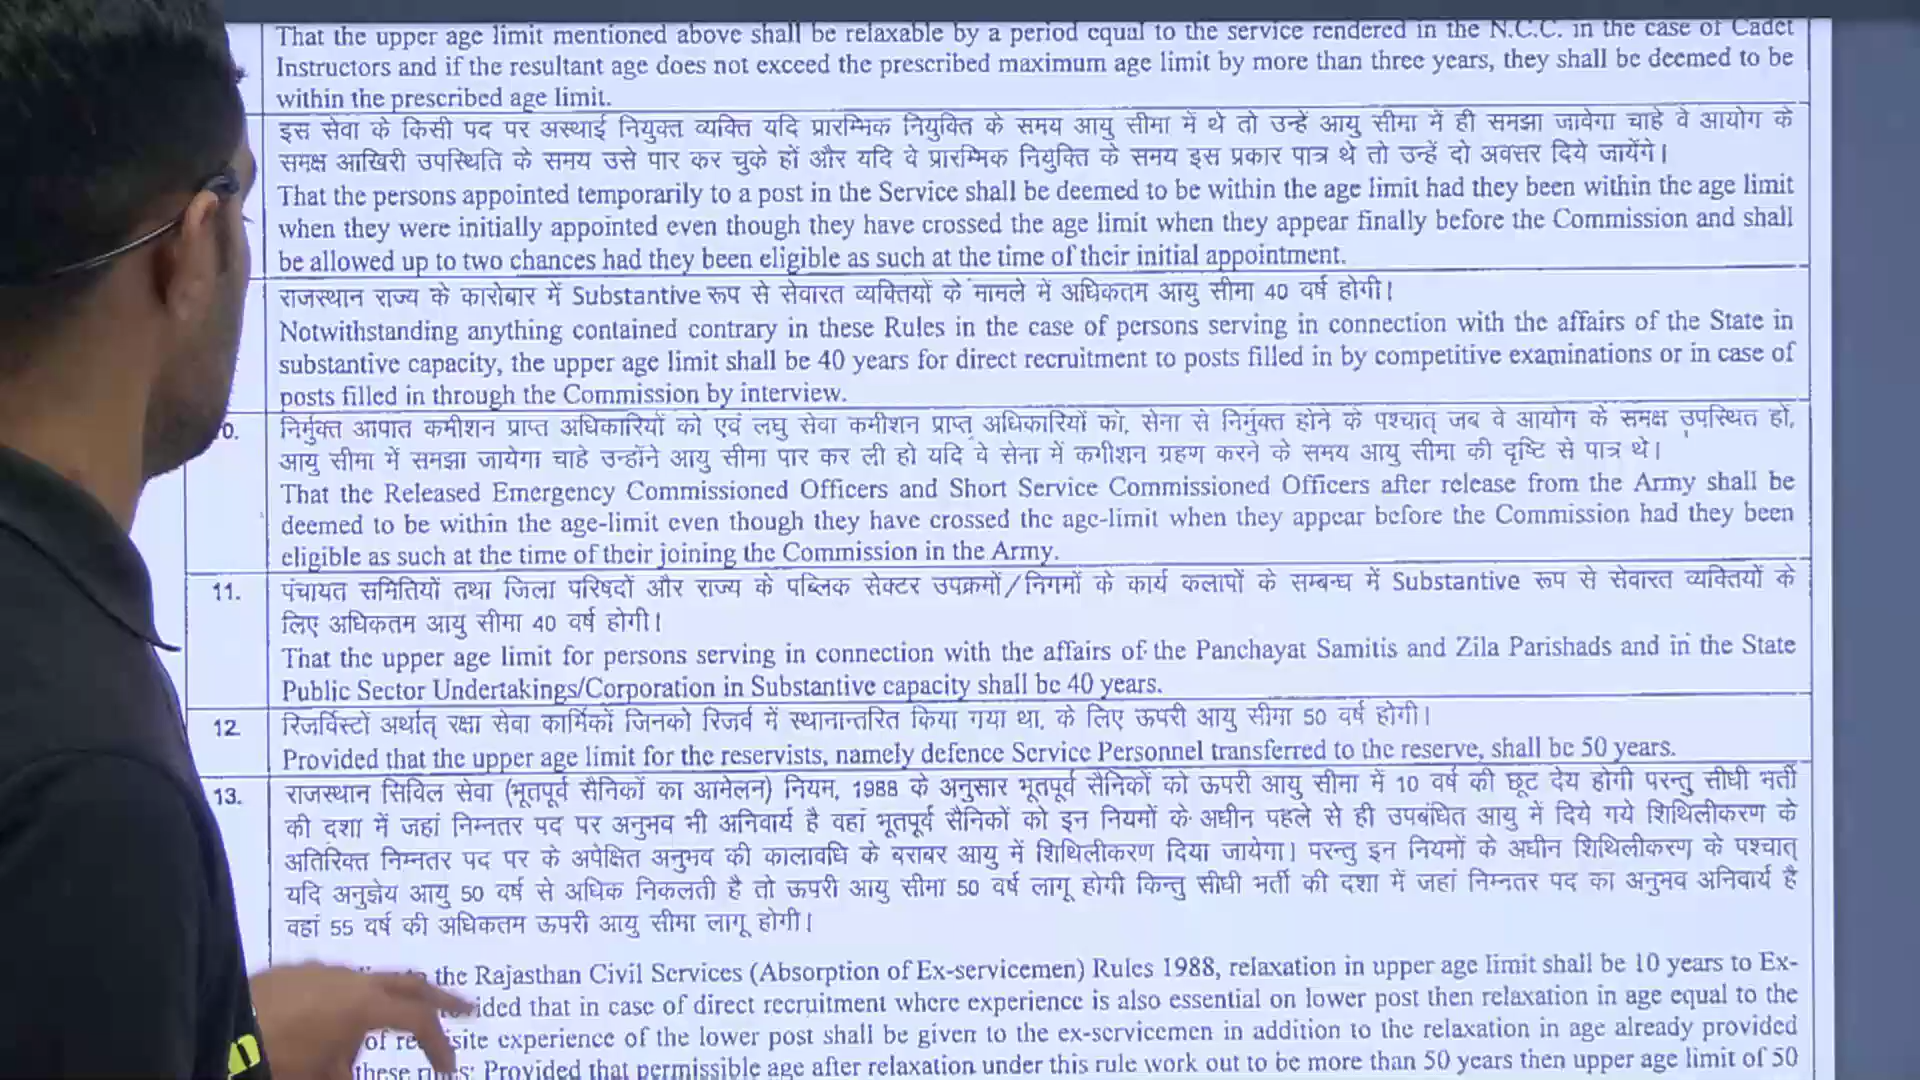 That the upper age limit mentioned above shall be relaxable by a period equal to the service rendered in the N.C.C. in the case of Cadet
Instructors and if the resultant age does not exceed the prescribed maximum age limit by more than three years, they shall be deemed to be
within the prescribed age limit.
इस सेवा के किसी पद पर अस्थाई नियुक्त व्यक्ति यदि प्रारम्भिक नियुक्ति के समय आयु सीमा में थे तो उन्हें आयु सीमा में ही समझा जावेगा चाहे वे आयोग के
समक्ष आखिरी उपस्थिति के समय उसे पार कर चुके हों और यदि वे प्रारम्भिक नियुक्ति के समय इस प्रकार पात्र थे तो उन्हें दो अवसर दिये जायेंगे।
That the persons appointed temporarily to a post in the Service shall be deemed to be within the age limit had they been within the age limit
when they were initially appointed even though they have crossed the age limit when they appear finally before the Commission and shall
be allowed up to two chances had they been eligible as such at the time of their initial appointment.
राजस्थान राज्य के कारोबार में Substantive रूप से सेवारत व्यक्तियों के मामले में अधिकतम आयु सीमा 40 वर्ष होगी।
Notwithstanding anything contained contrary in these Rules in the case of persons serving in connection with the affairs of the State in
substantive capacity, the upper age limit shall be 40 years for direct recruitment to posts filled in by competitive examinations or in case of
posts filled in through the Commission by interview.
0. निर्मुक्त आपात कमीशन प्राप्त अधिकारियों को एवं लघु सेवा कमीशन प्राप्त अधिकारियों को, सेना से निर्मुक्त होने के पश्चात् जब वे आयोग के समक्ष उपस्थित हों,
आयु सीमा में समझा जायेगा चाहे उन्होंने आयु सीमा पार कर ली हो यदि वे सेना में कमीशन ग्रहण करने के समय आयु सीमा की दृष्टि से पात्र थे।
That the Released Emergency Commissioned Officers and Short Service Commissioned Officers after release from the Army shall be
deemed to be within the age-limit even though they have crossed the age-limit when they appear before the Commission had they been
eligible as such at the time of their joining the Commission in the Army.
11. पंचायत समितियों तथा जिला परिषदों और राज्य के पब्लिक सेक्टर उपक्रमों/निगमों के कार्य कलापों के सम्बन्ध में Substantive रूप से सेवारत व्यक्तियों के
लिए अधिकतम आयु सीमा 40 वर्ष होगी।
That the upper age limit for persons serving in connection with the affairs of the Panchayat Samitis and Zila Parishads and in the State
Public Sector Undertakings/Corporation in Substantive capacity shall be 40 years.
12. रिजर्विस्टों अर्थात् रक्षा सेवा कार्मिकों जिनको रिजर्व में स्थानान्तरित किया गया था, के लिए ऊपरी आयु सीमा 50 वर्ष होगी।
Provided that the upper age limit for the reservists, namely defence Service Personnel transferred to the reserve, shall be 50 years.
13. राजस्थान सिविल सेवा (भूतपूर्व सैनिकों का आमेलन) नियम, 1988 के अनुसार भूतपूर्व सैनिकों को ऊपरी आयु सीमा में 10 वर्ष की छूट देय होगी परन्तु सीधी भर्ती
की दशा में जहां निम्नतर पद पर अनुभव भी अनिवार्य है वहां भूतपूर्व सैनिकों को इन नियमों के अधीन पहले से ही उपबंधित आयु में दिये गये शिथिलीकरण के
अतिरिक्त निम्नतर पद पर के अपेक्षित अनुभव की कालावधि के बराबर आयु में शिथिलीकरण दिया जायेगा। परन्तु इन नियमों के अधीन शिथिलीकरण के पश्चात्
यदि अनुज्ञेय आयु 50 वर्ष से अधिक निकलती है तो ऊपरी आयु सीमा 50 वर्ष लागू होगी किन्तु सीधी भर्ती की दशा में जहां निम्नतर पद का अनुभव अनिवार्य है
वहां 55 वर्ष की अधिकतम ऊपरी आयु सीमा लागू होगी।
the Rajasthan Civil Services (Absorption of Ex-servicemen) Rules 1988, relaxation in upper age limit shall be 10 years to Ex-
that in case of direct recruitment where experience is also essential on lower post then relaxation in age equal to the
of experience of the lower post shall be given to the ex-servicemen in addition to the relaxation in age already provided
these Provided that permissible age after relaxation under this rule work out to be more than 50 years then upper age limit of 50